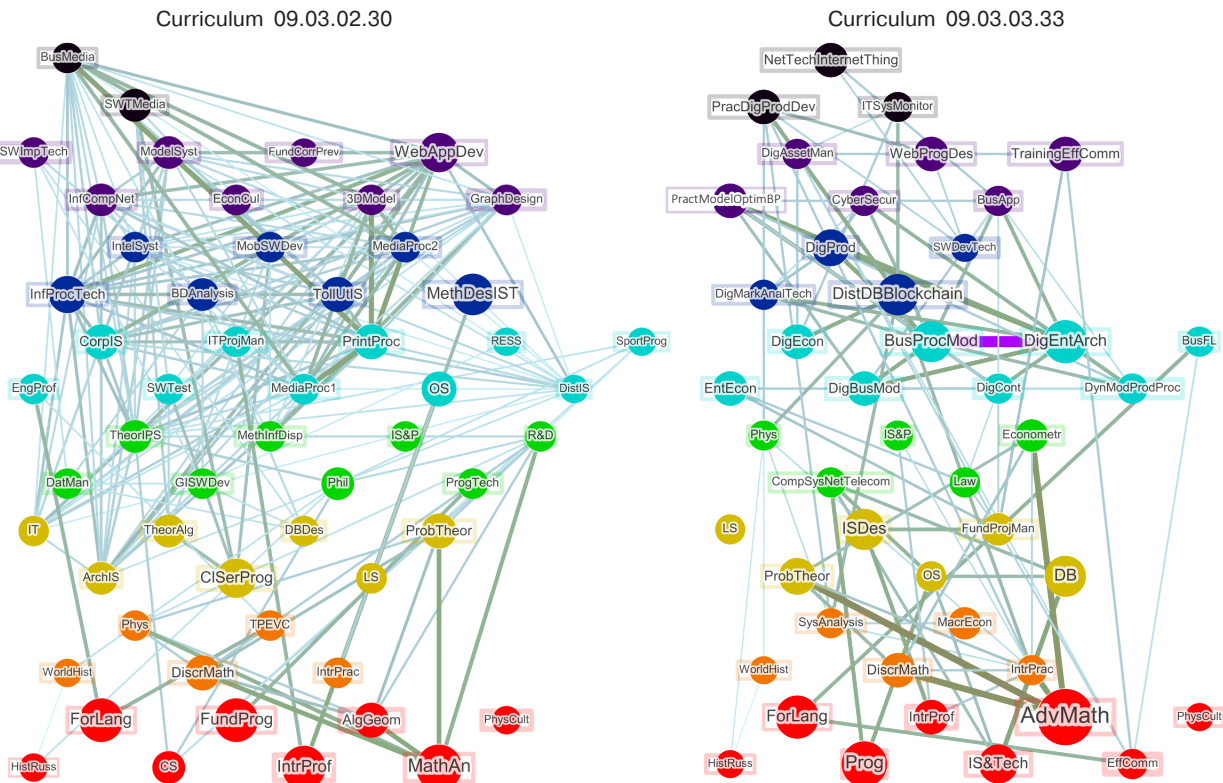 Curriculum 09.03.02.30
Curriculum 09.03.03.33
BusMedia
SWTMedia
SWImpTech
ModelSyst
FundCorrPrev
WebAppDev
InfCompNet
EconCul
3DModel
GraphDesign
IntelSyst
MobSWDev
MediaProc2
InfProcTech
BDAnalysis
TollUtIS
MethDesIST
CorpIS
ITProjMan
PrintProc
RESS
SportProg
EngProf
SWTest
MediaProc1
OS
DistIS
TheorIPS
MethInfDisp
IS&P
R&D
DatMan
GISWDev
Phil
ProgTech
IT
TheorAlg
DBDes
ProbTheor
ArchIS
ClSerProg
LS
Phys
TPEVC
WorldHist
DiscrMath
IntrPrac
ForLang
FundProg
AlgGeom
PhysCult
HistRuss
CS
IntrProf
MathAn
NetTechInternetThing
PracDigProdDev
ITSysMonitor
DigAssetMan
WebProgDes
TrainingEffComm
PractModelOptimBP
CyberSecur
BusApp
DigProd
SWDevTech
DigMarkAnalTech
DistDBBlockchain
DigEcon
BusProcMod
DigEntArch
BusFL
EntEcon
DigBusMod
DigCont
DynModProdProc
Phys
IS&P
Econometr
CompSysNetTelecom
Law
LS
ISDes
FundProjMan
ProbTheor
OS
DB
SysAnalysis
MacrEcon
WorldHist
DiscrMath
IntrPrac
ForLang
IntrProf
AdvMath
PhysCult
HistRuss
Prog
IS&Tech
EffComm